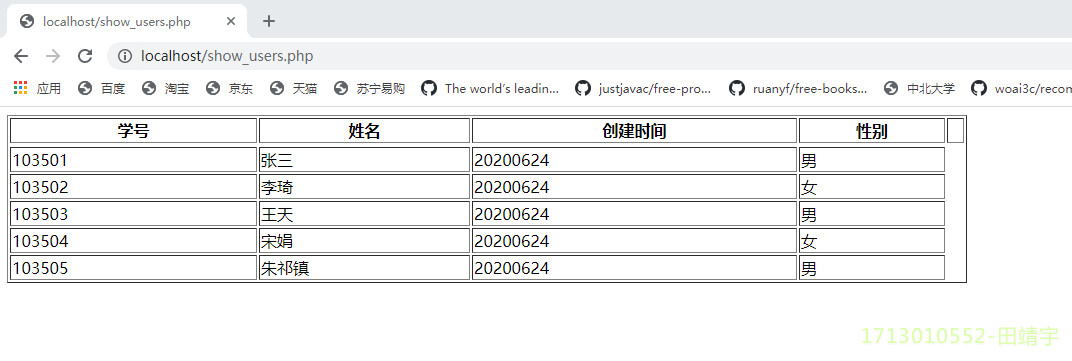 localhost/show_users.php
localhost/show_users.php
应用 百度 淘宝 京东 天猫 苏宁易购 The world's leadin... justjavac/free-pro... ruanyf/free-books... 中北大学 woai3c/recom
学号 姓名 创建时间 性别
103501 张三 20200624 男
103502 李琦 20200624 女
103503 王天 20200624 男
103504 宋娟 20200624 女
103505 朱祁镇 20200624 男
1713010552-田靖宇